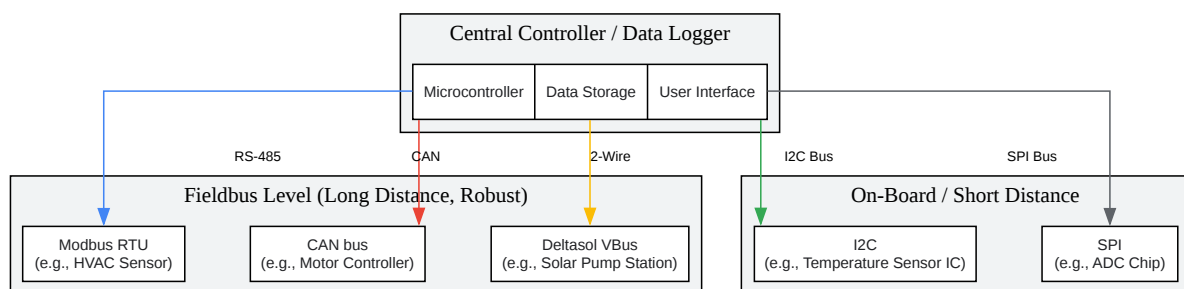 Central Controller / Data Logger
Microcontroller
Data Storage
User Interface
RS-485
CAN
2-Wire
I2C Bus
SPI Bus
Fieldbus Level (Long Distance, Robust)
On-Board / Short Distance
Modbus RTU
(e.g., HVAC Sensor)
CAN bus
(e.g., Motor Controller)
Deltasol VBus
(e.g., Solar Pump Station)
I2C
(e.g., Temperature Sensor IC)
SPI
(e.g., ADC Chip)